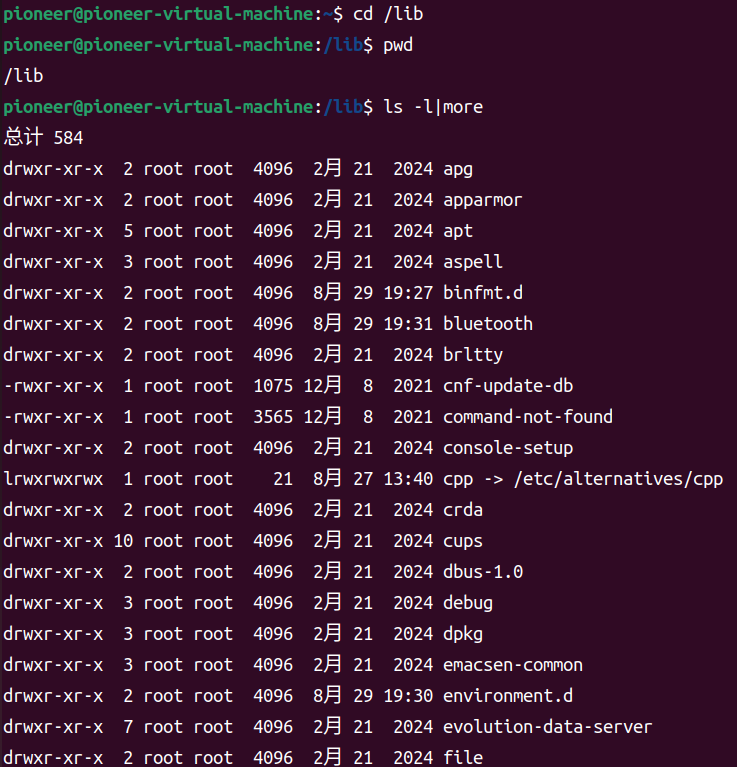 pioneer@pioneer-virtual-machine:~$ cd /lib
pioneer@pioneer-virtual-machine:/lib$ pwd
/lib
pioneer@pioneer-virtual-machine:/lib$ ls -l|more
总计 584
drwxr-xr-x  2 root root  4096  2月 21  2024 apg
drwxr-xr-x  2 root root  4096  2月 21  2024 apparmor
drwxr-xr-x  5 root root  4096  2月 21  2024 apt
drwxr-xr-x  3 root root  4096  2月 21  2024 aspell
drwxr-xr-x  2 root root  4096  8月 29 19:27 binfmt.d
drwxr-xr-x  2 root root  4096  8月 29 19:31 bluetooth
drwxr-xr-x  2 root root  4096  2月 21  2024 brltty
-rwxr-xr-x  1 root root  1075 12月  8  2021 cnf-update-db
-rwxr-xr-x  1 root root  3565 12月  8  2021 command-not-found
drwxr-xr-x  2 root root  4096  2月 21  2024 console-setup
lrwxrwxrwx  1 root root    21  8月 27 13:40 cpp -> /etc/alternatives/cpp
drwxr-xr-x  2 root root  4096  2月 21  2024 crda
drwxr-xr-x 10 root root  4096  2月 21  2024 cups
drwxr-xr-x  2 root root  4096  2月 21  2024 dbus-1.0
drwxr-xr-x  3 root root  4096  2月 21  2024 debug
drwxr-xr-x  3 root root  4096  2月 21  2024 dpkg
drwxr-xr-x  3 root root  4096  2月 21  2024 emacsen-common
drwxr-xr-x  2 root root  4096  8月 29 19:30 environment.d
drwxr-xr-x  7 root root  4096  2月 21  2024 evolution-data-server
drwxr-xr-x  2 root root  4096  2月 21  2024 file